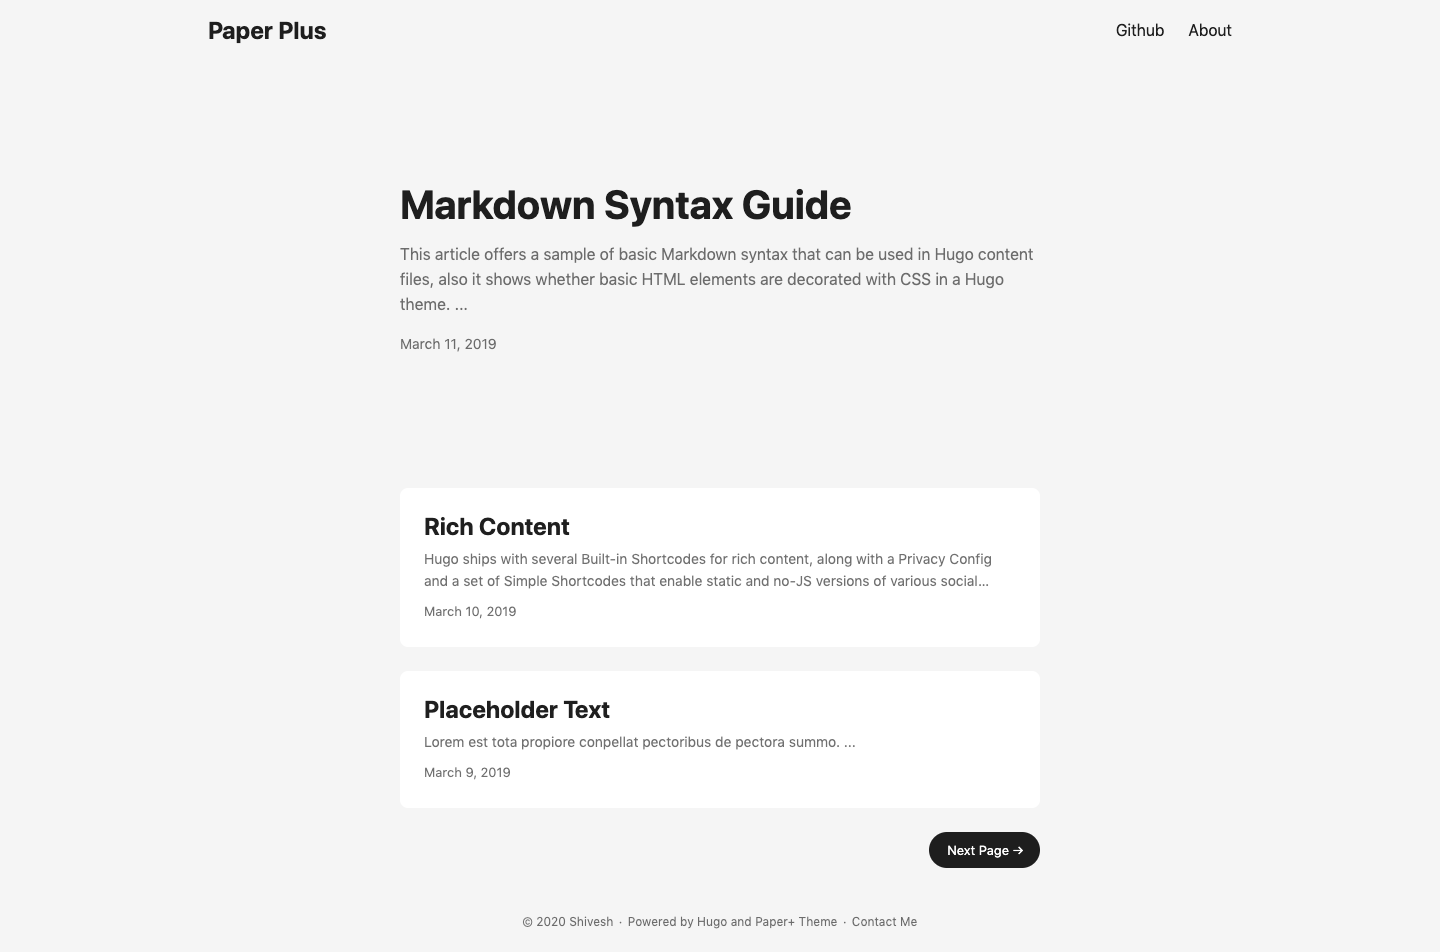 Paper Plus
Github About
Markdown Syntax Guide
This article offers a sample of basic Markdown syntax that can be used in Hugo content
files, also it shows whether basic HTML elements are decorated with CSS in a Hugo
theme. ...
March 11, 2019
Rich Content
Hugo ships with several Built-in Shortcodes for rich content, along with a Privacy Config
and a set of Simple Shortcodes that enable static and no-JS versions of various social...
March 10, 2019
Placeholder Text
Lorem est tota propiore conpellat pectoribus de pectora summo. ...
March 9, 2019
Next Page →
© 2020 Shivesh · Powered by Hugo and Paper+ Theme · Contact Me